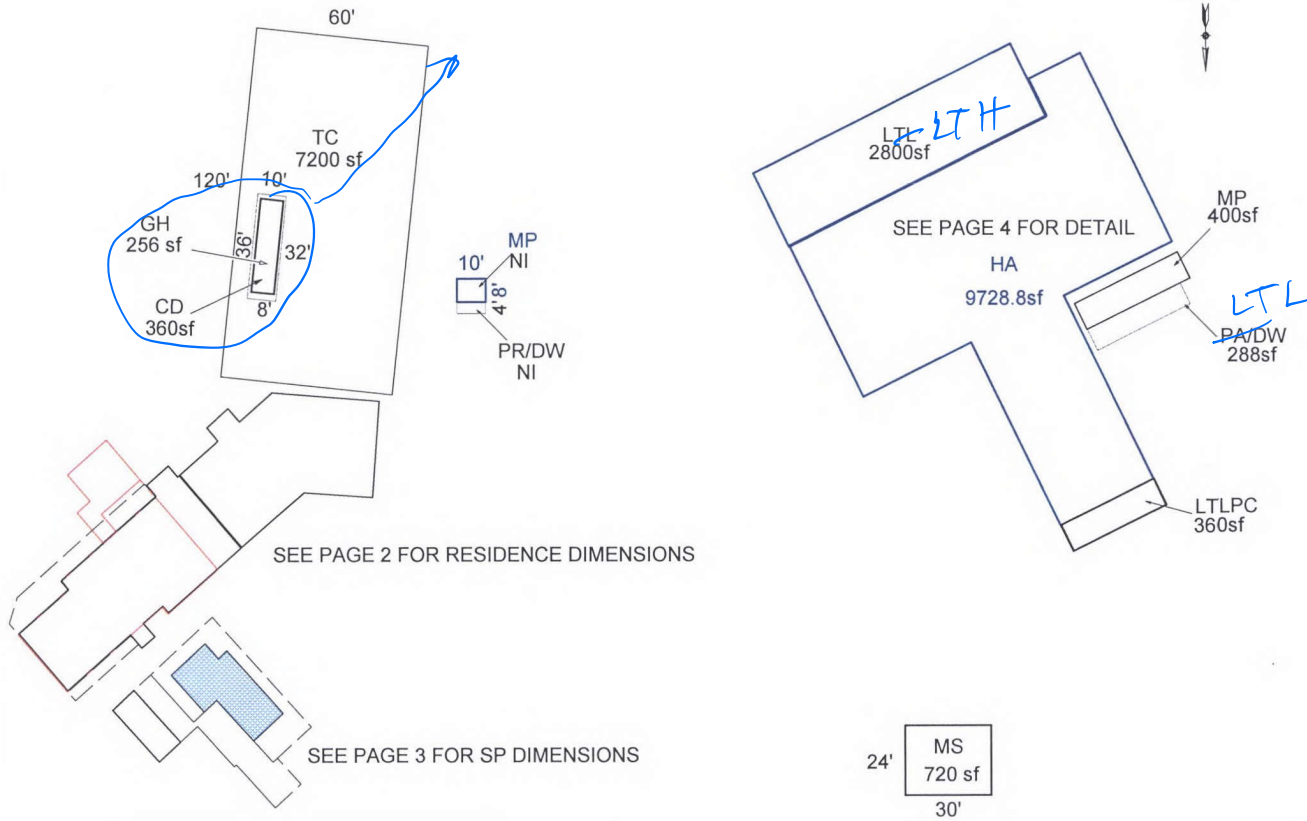 60'
TC
7200 sf
120'
10'
GH
256 sf
36'
32'
CD
360sf
8'
MP
NI
10'
4'8'
PR/DW
NI
LTL LTH
2800sf
SEE PAGE 4 FOR DETAIL
HA
9728.8sf
MP
400sf
LTL
PA/DW
288sf
LTLPC
360sf
SEE PAGE 2 FOR RESIDENCE DIMENSIONS
SEE PAGE 3 FOR SP DIMENSIONS
24'
MS
720 sf
30'